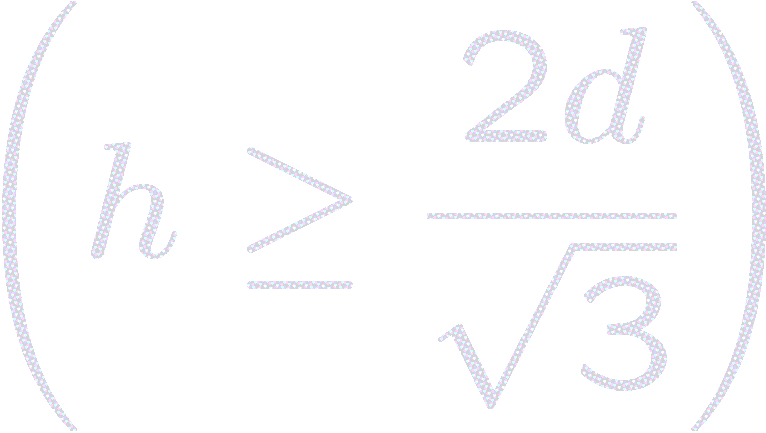 (h ≥ 2d/√3)